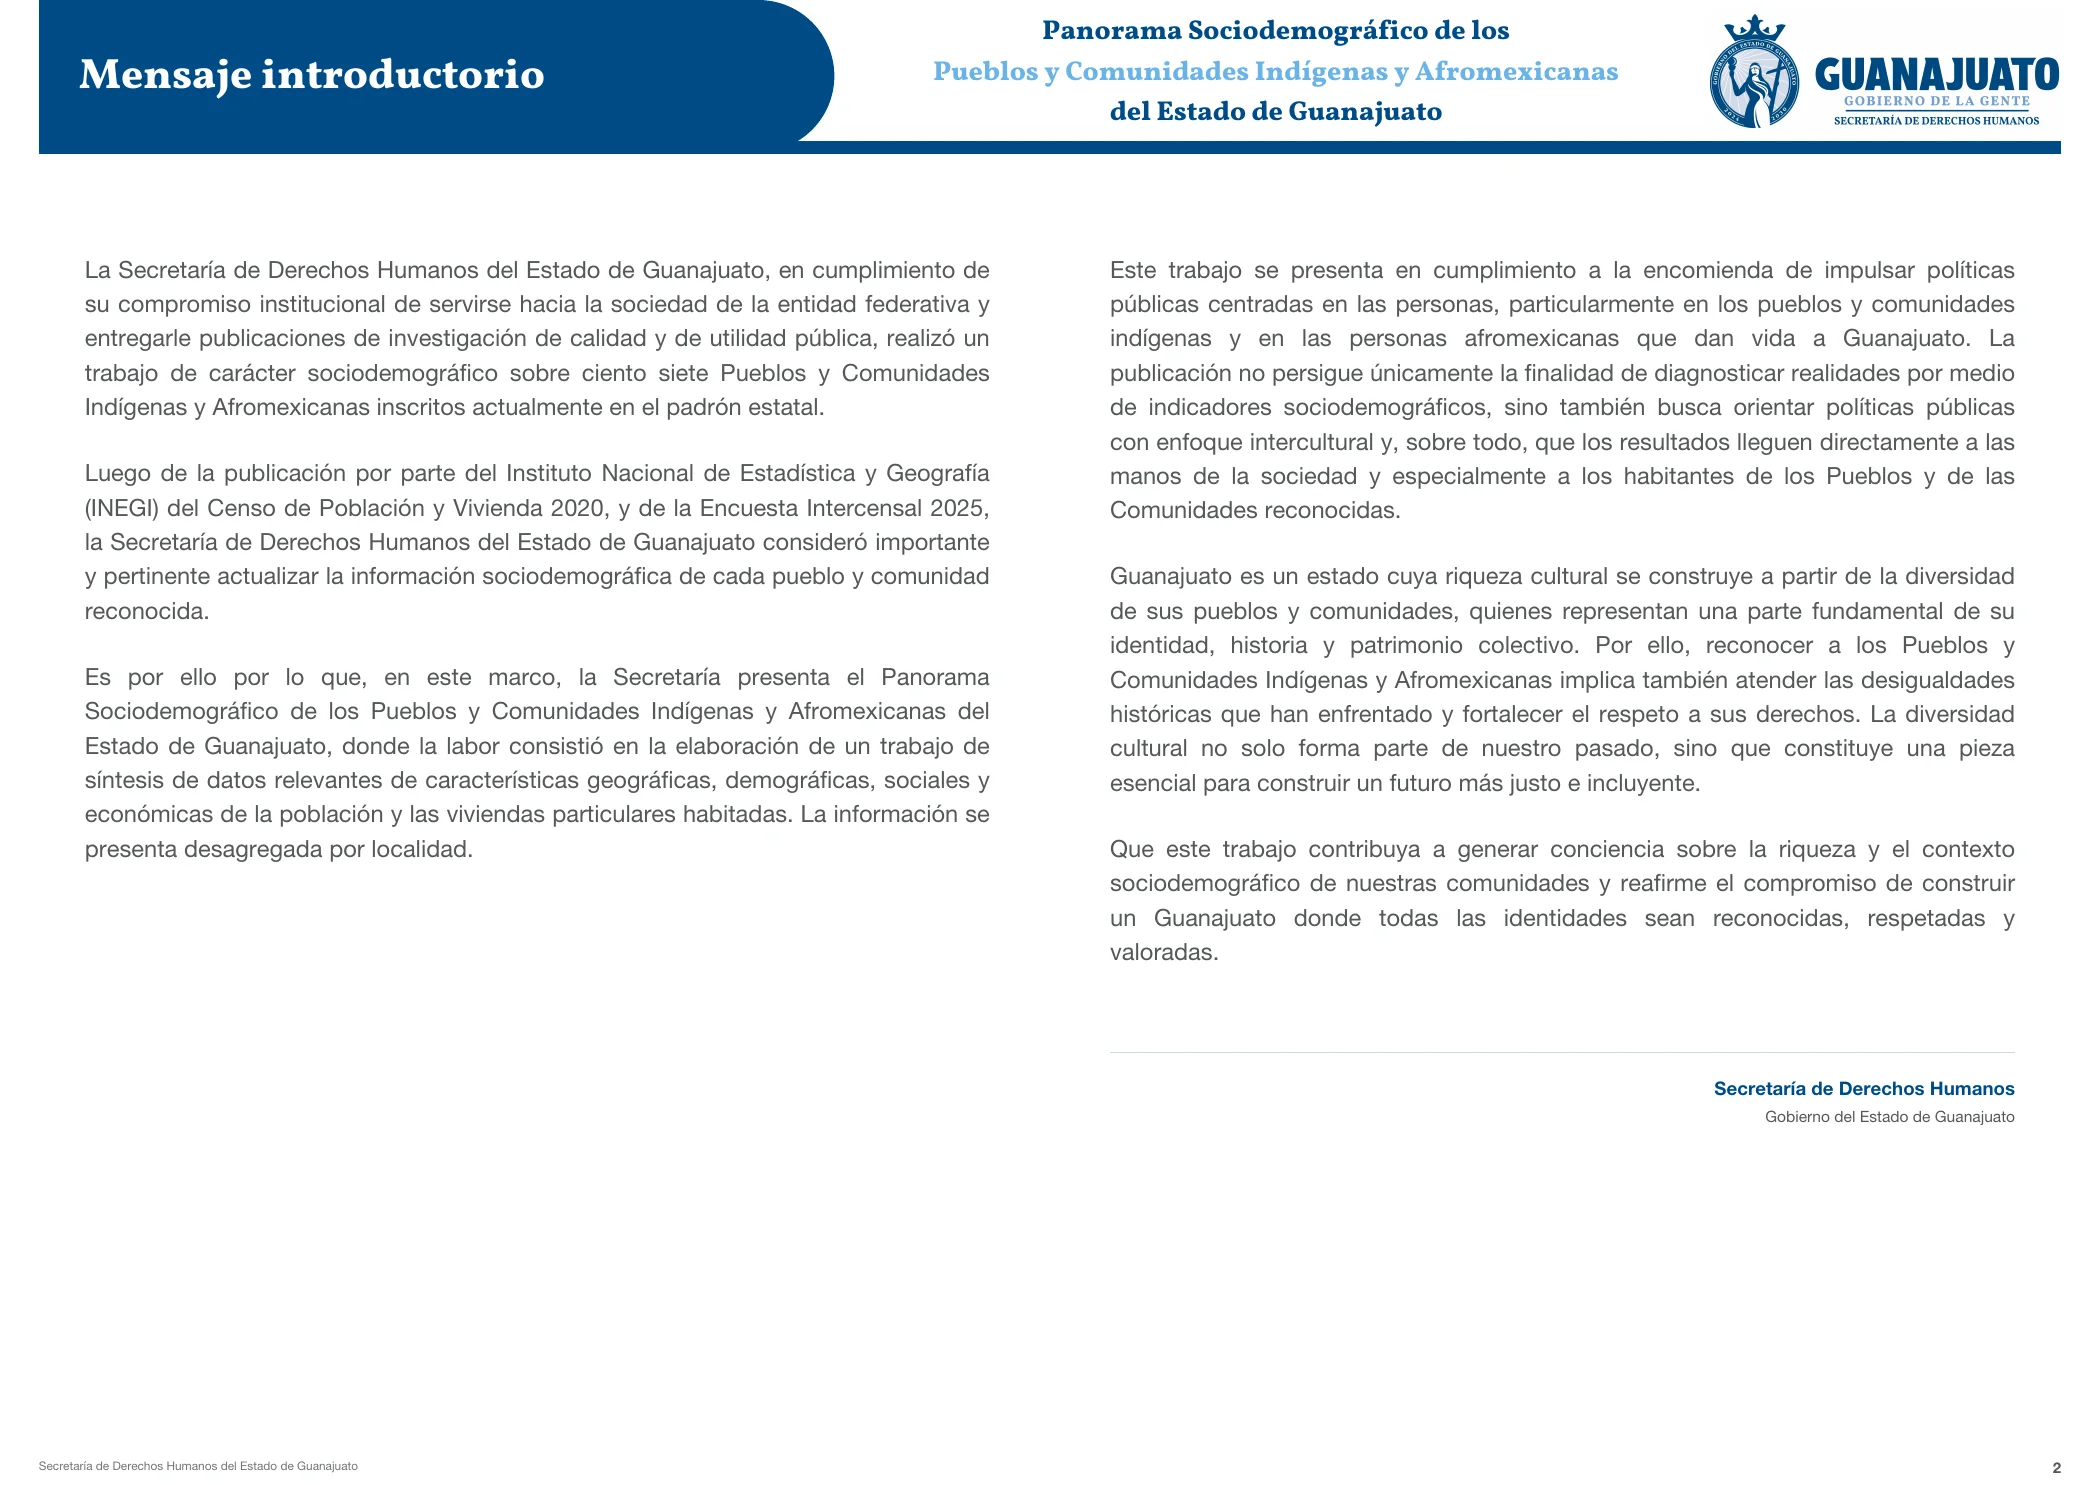 Mensaje introductorio
Panorama Sociodemográfico de los
Pueblos y Comunidades Indígenas y Afromexicanas
del Estado de Guanajuato
GUANAJUATO
GOBIERNO DE LA GENTE
SECRETARÍA DE DERECHOS HUMANOS
La Secretaría de Derechos Humanos del Estado de Guanajuato, en cumplimiento de
su compromiso institucional de servirse hacia la sociedad de la entidad federativa y
entregarle publicaciones de investigación de calidad y de utilidad pública, realizó un
trabajo de carácter sociodemográfico sobre ciento siete Pueblos y Comunidades
Indígenas y Afromexicanas inscritos actualmente en el padrón estatal.
Luego de la publicación por parte del Instituto Nacional de Estadística y Geografía
(INEGI) del Censo de Población y Vivienda 2020, y de la Encuesta Intercensal 2025,
la Secretaría de Derechos Humanos del Estado de Guanajuato consideró importante
y pertinente actualizar la información sociodemográfica de cada pueblo y comunidad
reconocida.
Es por ello por lo que, en este marco, la Secretaría presenta el Panorama
Sociodemográfico de los Pueblos y Comunidades Indígenas y Afromexicanas del
Estado de Guanajuato, donde la labor consistió en la elaboración de un trabajo de
síntesis de datos relevantes de características geográficas, demográficas, sociales y
económicas de la población y las viviendas particulares habitadas. La información se
presenta desagregada por localidad.
Este trabajo se presenta en cumplimiento a la encomienda de impulsar políticas
públicas centradas en las personas, particularmente en los pueblos y comunidades
indígenas y en las personas afromexicanas que dan vida a Guanajuato. La
publicación no persigue únicamente la finalidad de diagnosticar realidades por medio
de indicadores sociodemográficos, sino también busca orientar políticas públicas
con enfoque intercultural y, sobre todo, que los resultados lleguen directamente a las
manos de la sociedad y especialmente a los habitantes de los Pueblos y de las
Comunidades reconocidas.
Guanajuato es un estado cuya riqueza cultural se construye a partir de la diversidad
de sus pueblos y comunidades, quienes representan una parte fundamental de su
identidad, historia y patrimonio colectivo. Por ello, reconocer a los Pueblos y
Comunidades Indígenas y Afromexicanas implica también atender las desigualdades
históricas que han enfrentado y fortalecer el respeto a sus derechos. La diversidad
cultural no solo forma parte de nuestro pasado, sino que constituye una pieza
esencial para construir un futuro más justo e incluyente.
Que este trabajo contribuya a generar conciencia sobre la riqueza y el contexto
sociodemográfico de nuestras comunidades y reafirme el compromiso de construir
un Guanajuato donde todas las identidades sean reconocidas, respetadas y
valoradas.
Secretaría de Derechos Humanos
Gobierno del Estado de Guanajuato
Secretaría de Derechos Humanos del Estado de Guanajuato
2